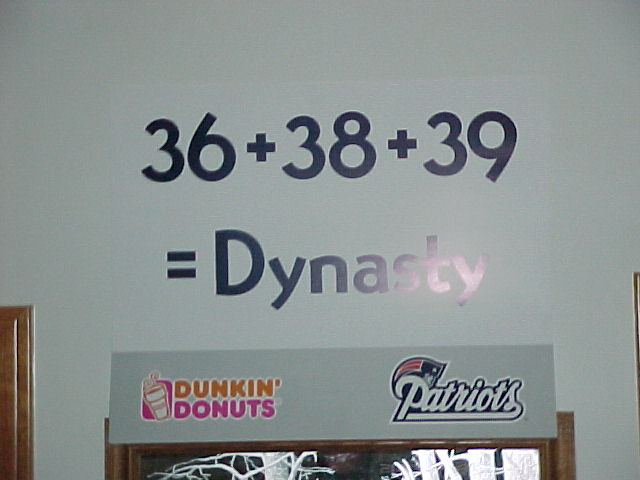 36+38+39
= Dynasty
DUNKIN' Patriots
DONUTS